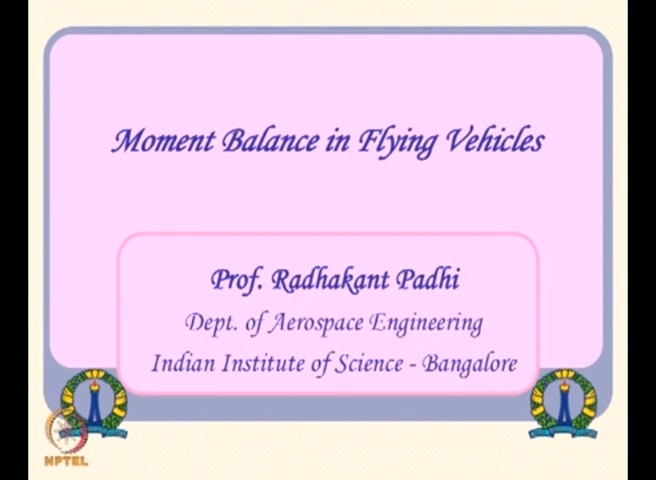 Moment Balance in Flying Vehicles
Prof. Radhakant Padhi
Dept. of Aerospace Engineering
Indian Institute of Science - Bangalore
NPTEL